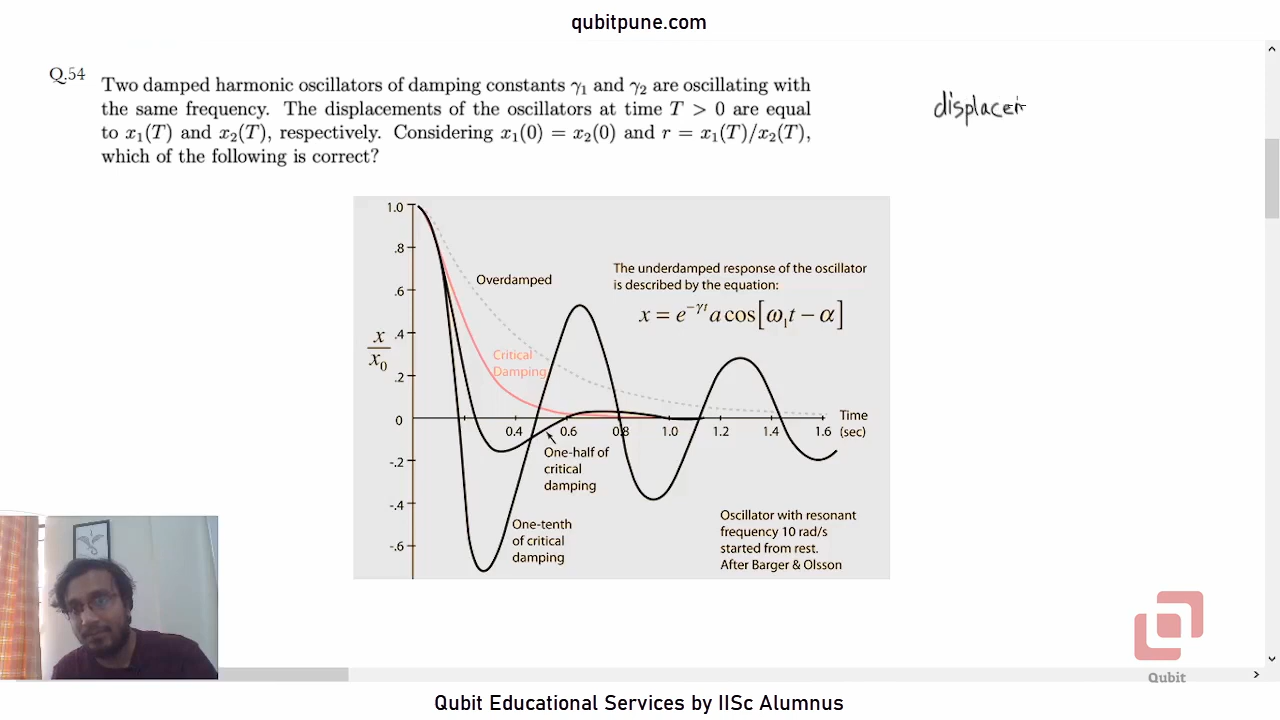 qubitpune.com
Q.54
Two damped harmonic oscillators of damping constants γ₁ and γ₂ are oscillating with
the same frequency. The displacements of the oscillators at time T > 0 are equal
to x₁(T) and x₂(T), respectively. Considering x₁(0) = x₂(0) and r = x₁(T)/x₂(T),
which of the following is correct?
displacem
1.0
.8
.6
.4
.2
0
-.2
-.4
-.6
x/x₀
Overdamped
The underdamped response of the oscillator
is described by the equation:
x = e^{-γt} a cos[ω₁t – α]
Critical
Damping
Time
(sec)
0.4 0.6 0.8 1.0 1.2 1.4 1.6
One-half of
critical
damping
One-tenth
of critical
damping
Oscillator with resonant
frequency 10 rad/s
started from rest.
After Barger & Olsson
Qubit
Qubit Educational Services by IISc Alumnus